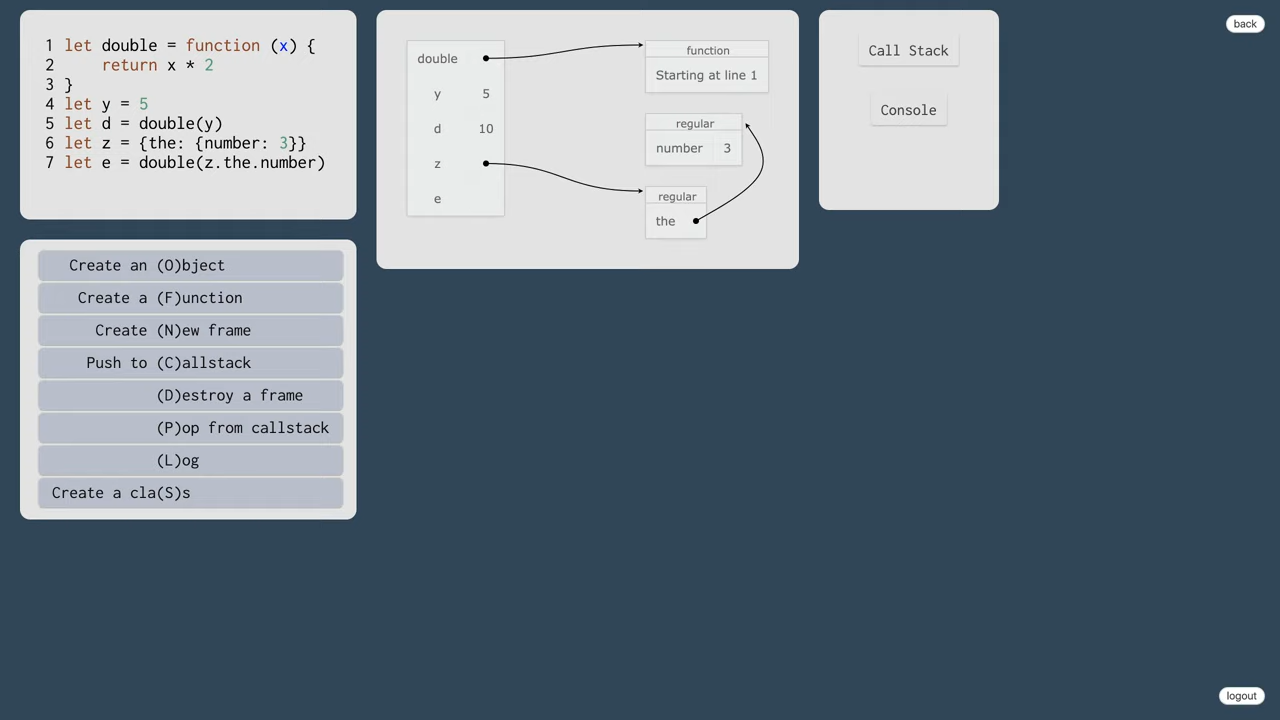 1 let double = function (x) {
2     return x * 2
3 }
4 let y = 5
5 let d = double(y)
6 let z = {the: {number: 3}}
7 let e = double(z.the.number)
Create an (O)bject
Create a (F)unction
Create (N)ew frame
Push to (C)allstack
(D)estroy a frame
(P)op from callstack
(L)og
Create a cla(S)s
double
y 5
d 10
z
e
function
Starting at line 1
regular
number 3
regular
the
Call Stack
Console
back
logout